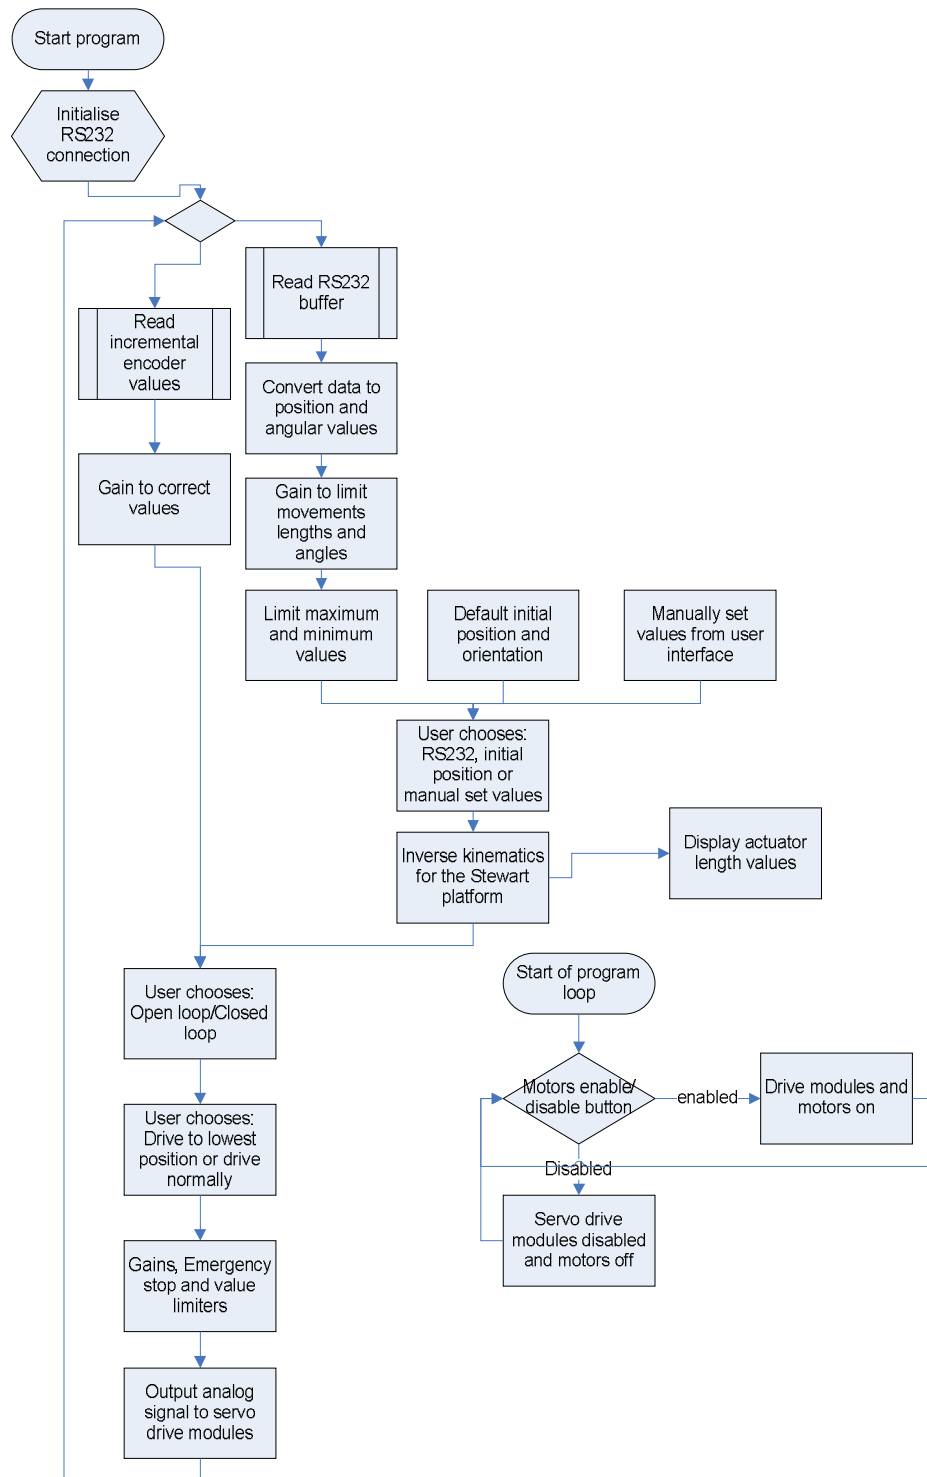 Start program
Initialise
RS232
connection
Read RS232
buffer
Read
incremental
encoder
values
Convert data to
position and
angular values
Gain to correct
values
Gain to limit
movements
lengths and
angles
Limit maximum
and minimum
values
Default initial
position and
orientation
Manually set
values from user
interface
User chooses:
RS232, initial
position or
manual set values
Inverse kinematics
for the Stewart
platform
Display actuator
length values
User chooses:
Open loop/Closed
loop
Start of program
loop
Motors enable/
disable button
enabled
Drive modules and
motors on
Disabled
User chooses:
Drive to lowest
position or drive
normally
Servo drive
modules disabled
and motors off
Gains, Emergency
stop and value
limiters
Output analog
signal to servo
drive modules